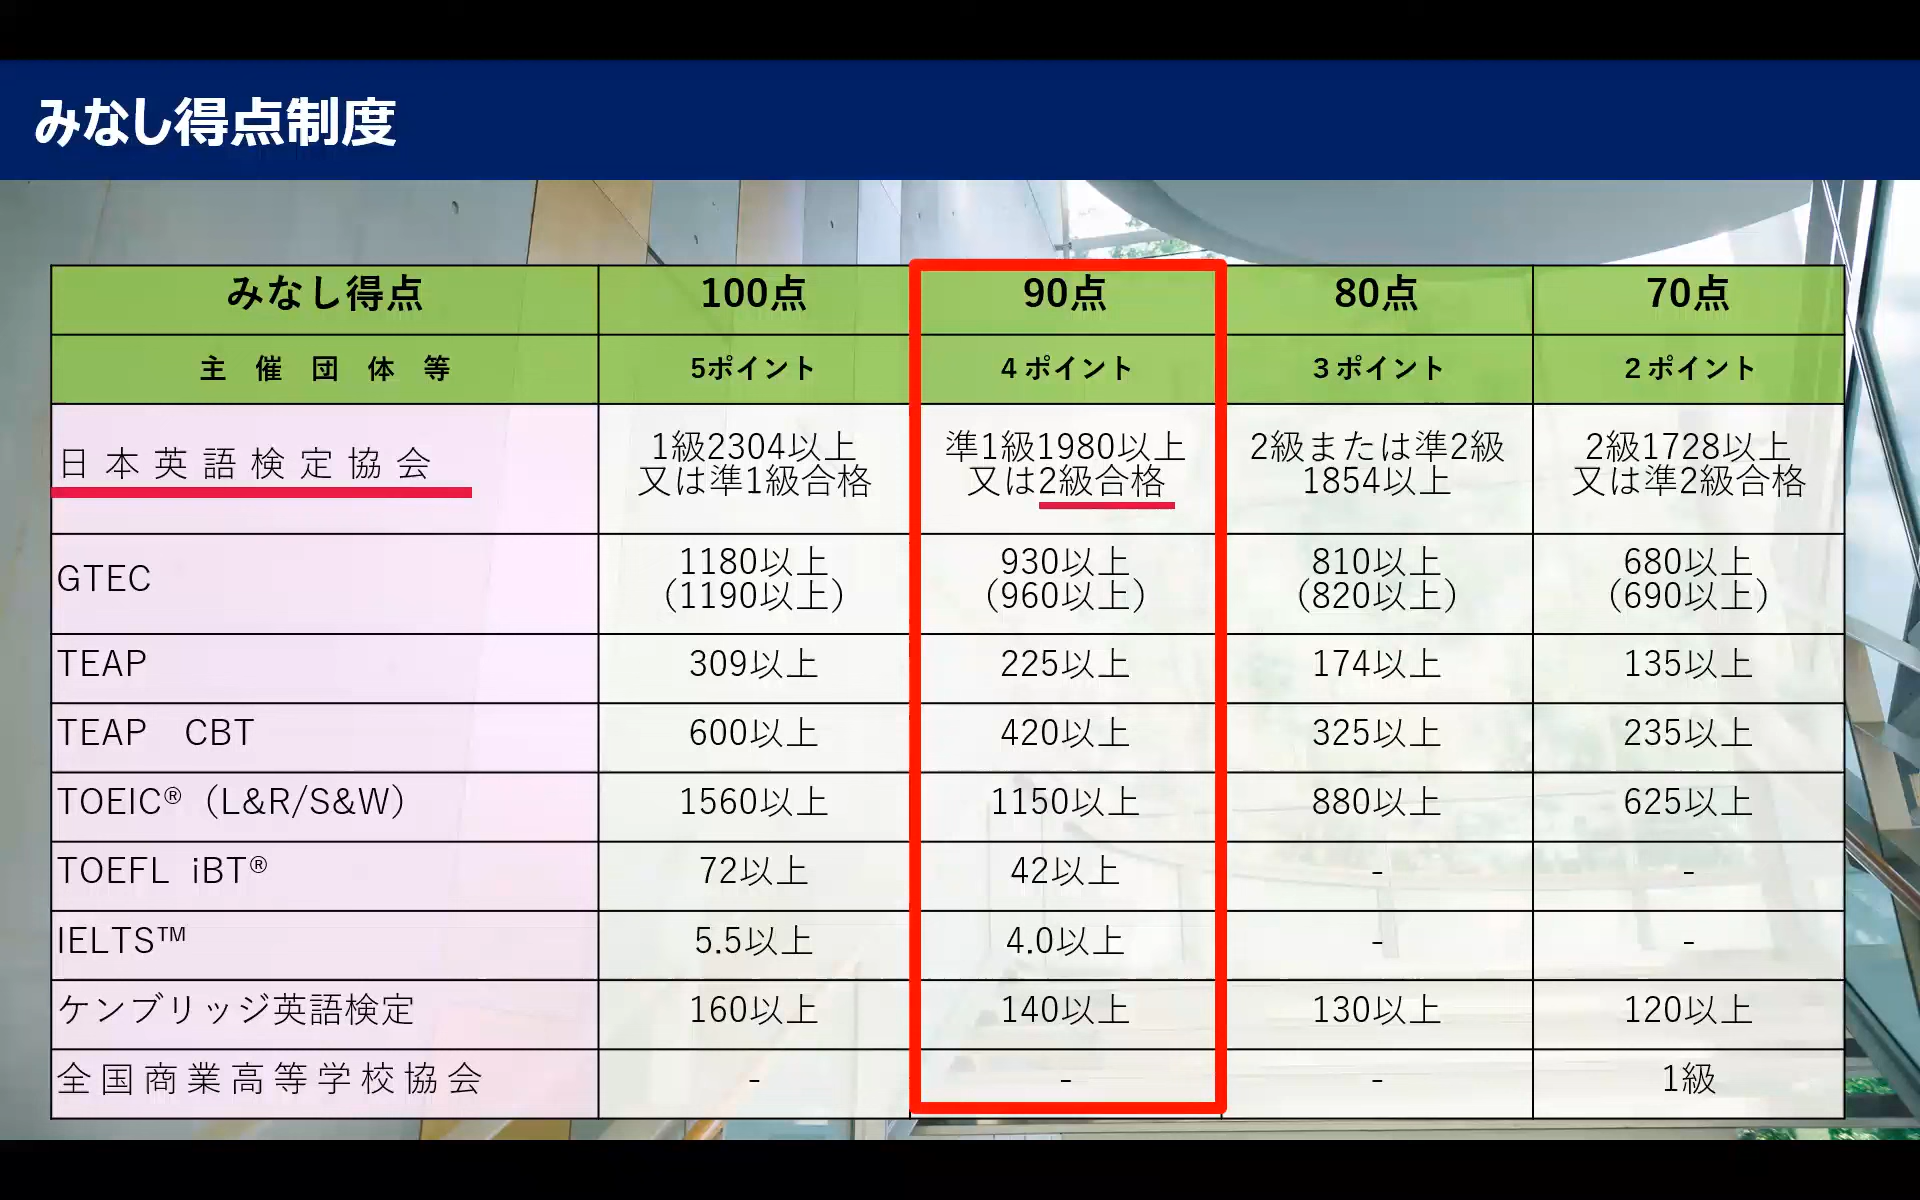 みなし得点制度
みなし得点 100点 90点 80点 70点
主催団体等 5ポイント 4ポイント 3ポイント 2ポイント
日本英語検定協会 1級2304以上 準1級1980以上 2級または準2級 2級1728以上
又は準1級合格 又は2級合格 1854以上 又は準2級合格
GTEC 1180以上 930以上 810以上 680以上
(1190以上) (960以上) (820以上) (690以上)
TEAP 309以上 225以上 174以上 135以上
TEAP CBT 600以上 420以上 325以上 235以上
TOEIC®(L&R/S&W) 1560以上 1150以上 880以上 625以上
TOEFL iBT® 72以上 42以上 - -
IELTS™ 5.5以上 4.0以上 - -
ケンブリッジ英語検定 160以上 140以上 130以上 120以上
全国商業高等学校協会 - - - 1級